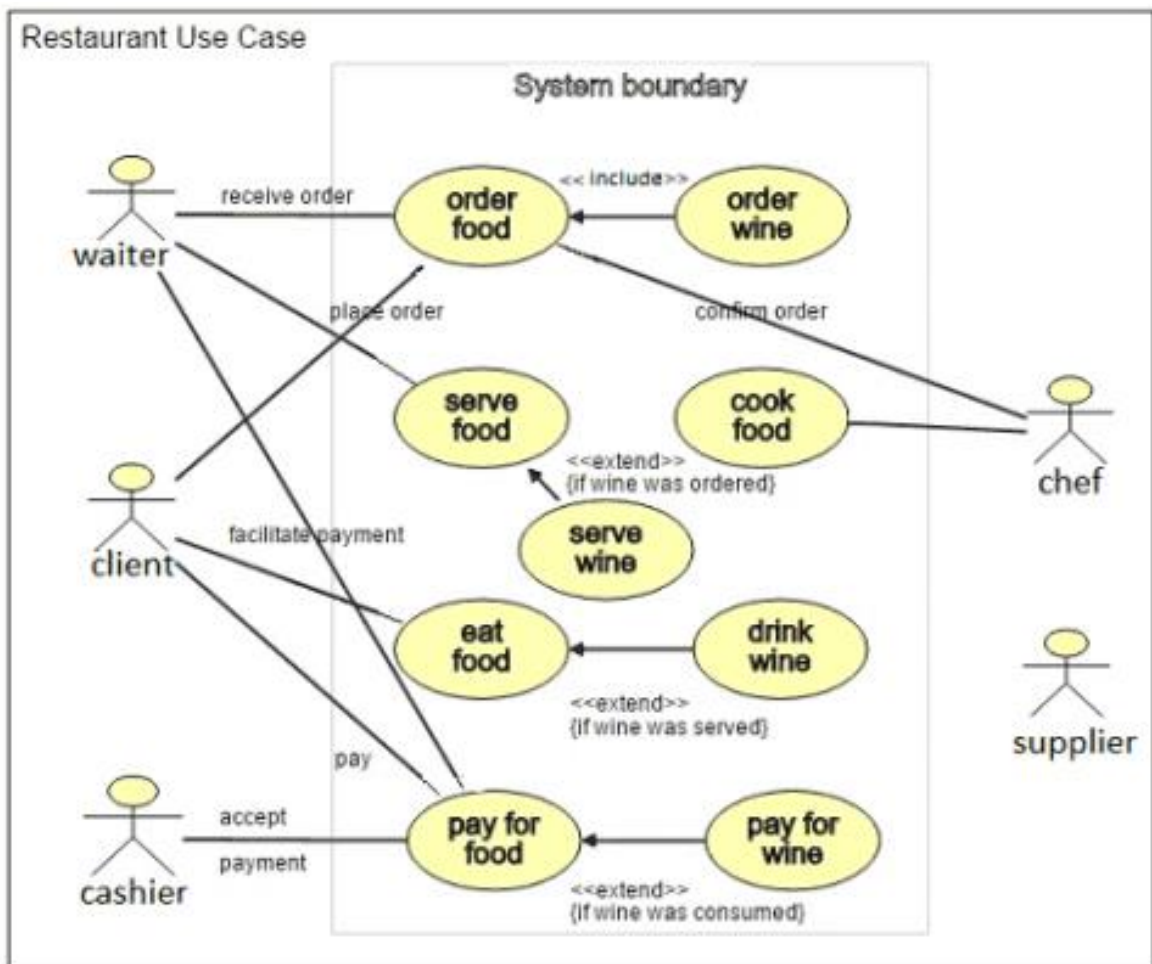 Restaurant Use Case
System boundary
receive order
order
food
<< include>>
order
wine
waiter
place order
confirm order
serve
food
cook
food
<<extend>>
{if wine was ordered}
chef
serve
wine
client
facilitate payment
eat
food
drink
wine
<<extend>>
{if wine was served}
supplier
pay
accept
payment
pay for
food
pay for
wine
cashier
<<extend>>
{if wine was consumed}